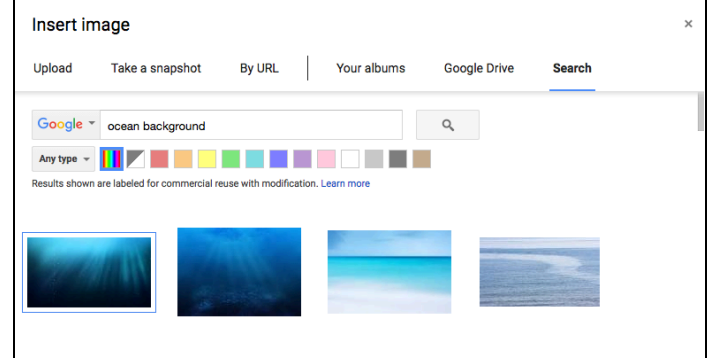 Insert image ×
Upload Take a snapshot By URL Your albums Google Drive Search
Google ocean background
Any type
Results shown are labeled for commercial reuse with modification. Learn more